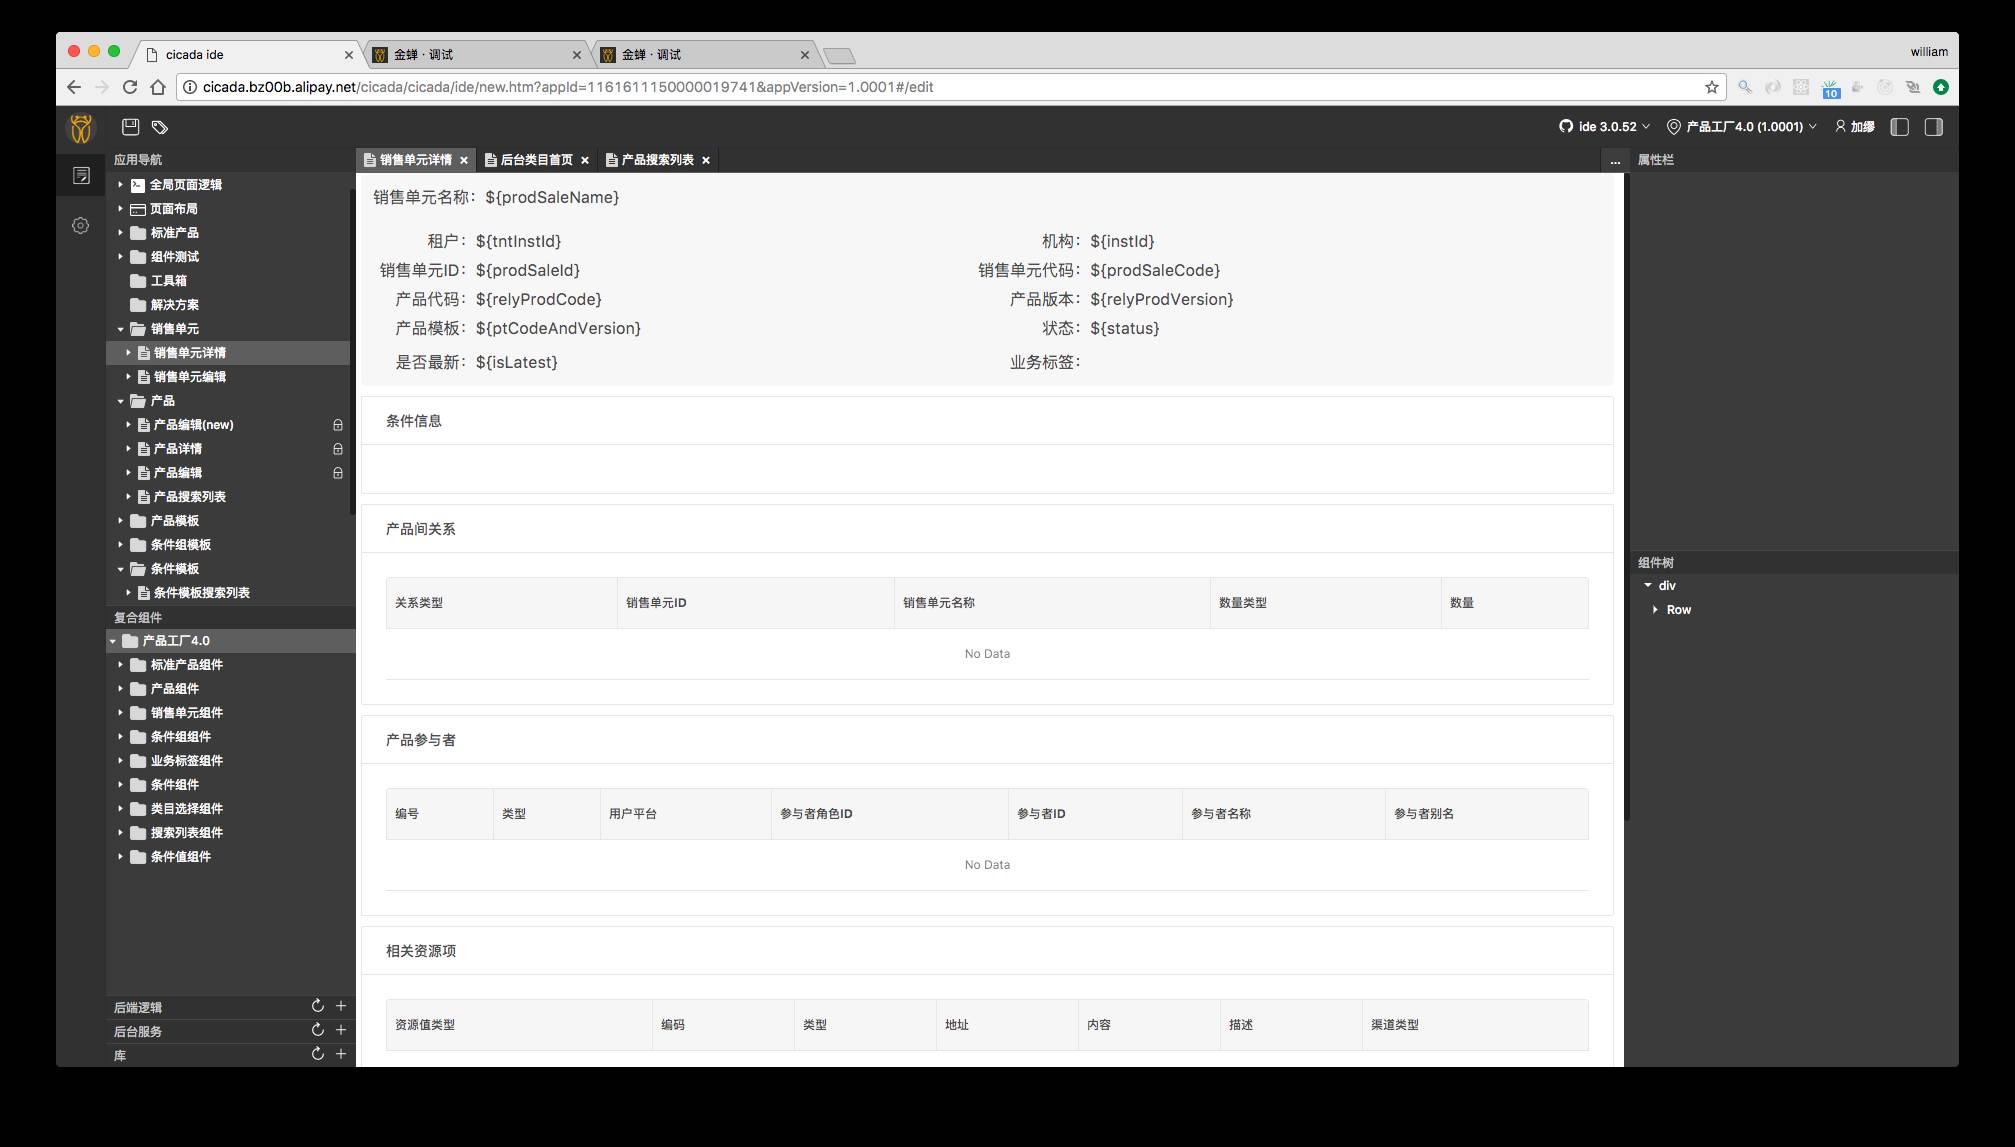 cicada ide
金蝉 · 调试
金蝉 · 调试
william
cicada.bz00b.alipay.net/cicada/cicada/ide/new.htm?appId=1161611150000019741&appVersion=1.0001#/edit
10
ide 3.0.52
产品工厂4.0 (1.0001)
加缪
应用导航
全局页面逻辑
页面布局
标准产品
组件测试
工具箱
解决方案
销售单元
销售单元详情
销售单元编辑
产品
产品编辑(new)
产品详情
产品编辑
产品搜索列表
产品模板
条件组模板
条件模板
条件模板搜索列表
复合组件
产品工厂4.0
标准产品组件
产品组件
销售单元组件
条件组组件
业务标签组件
条件组件
类目选择组件
搜索列表组件
条件值组件
后端逻辑
后台服务
库
销售单元详情
后台类目首页
产品搜索列表
...
销售单元名称：${prodSaleName}
租户：${tntInstId}
机构：${instId}
销售单元ID：${prodSaleId}
销售单元代码：${prodSaleCode}
产品代码：${relyProdCode}
产品版本：${relyProdVersion}
产品模板：${ptCodeAndVersion}
状态：${status}
是否最新：${isLatest}
业务标签：
条件信息
产品间关系
关系类型 销售单元ID 销售单元名称 数量类型 数量
No Data
产品参与者
编号 类型 用户平台 参与者角色ID 参与者ID 参与者名称 参与者别名
No Data
相关资源项
资源值类型 编码 类型 地址 内容 描述 渠道类型
属性栏
组件树
div
Row